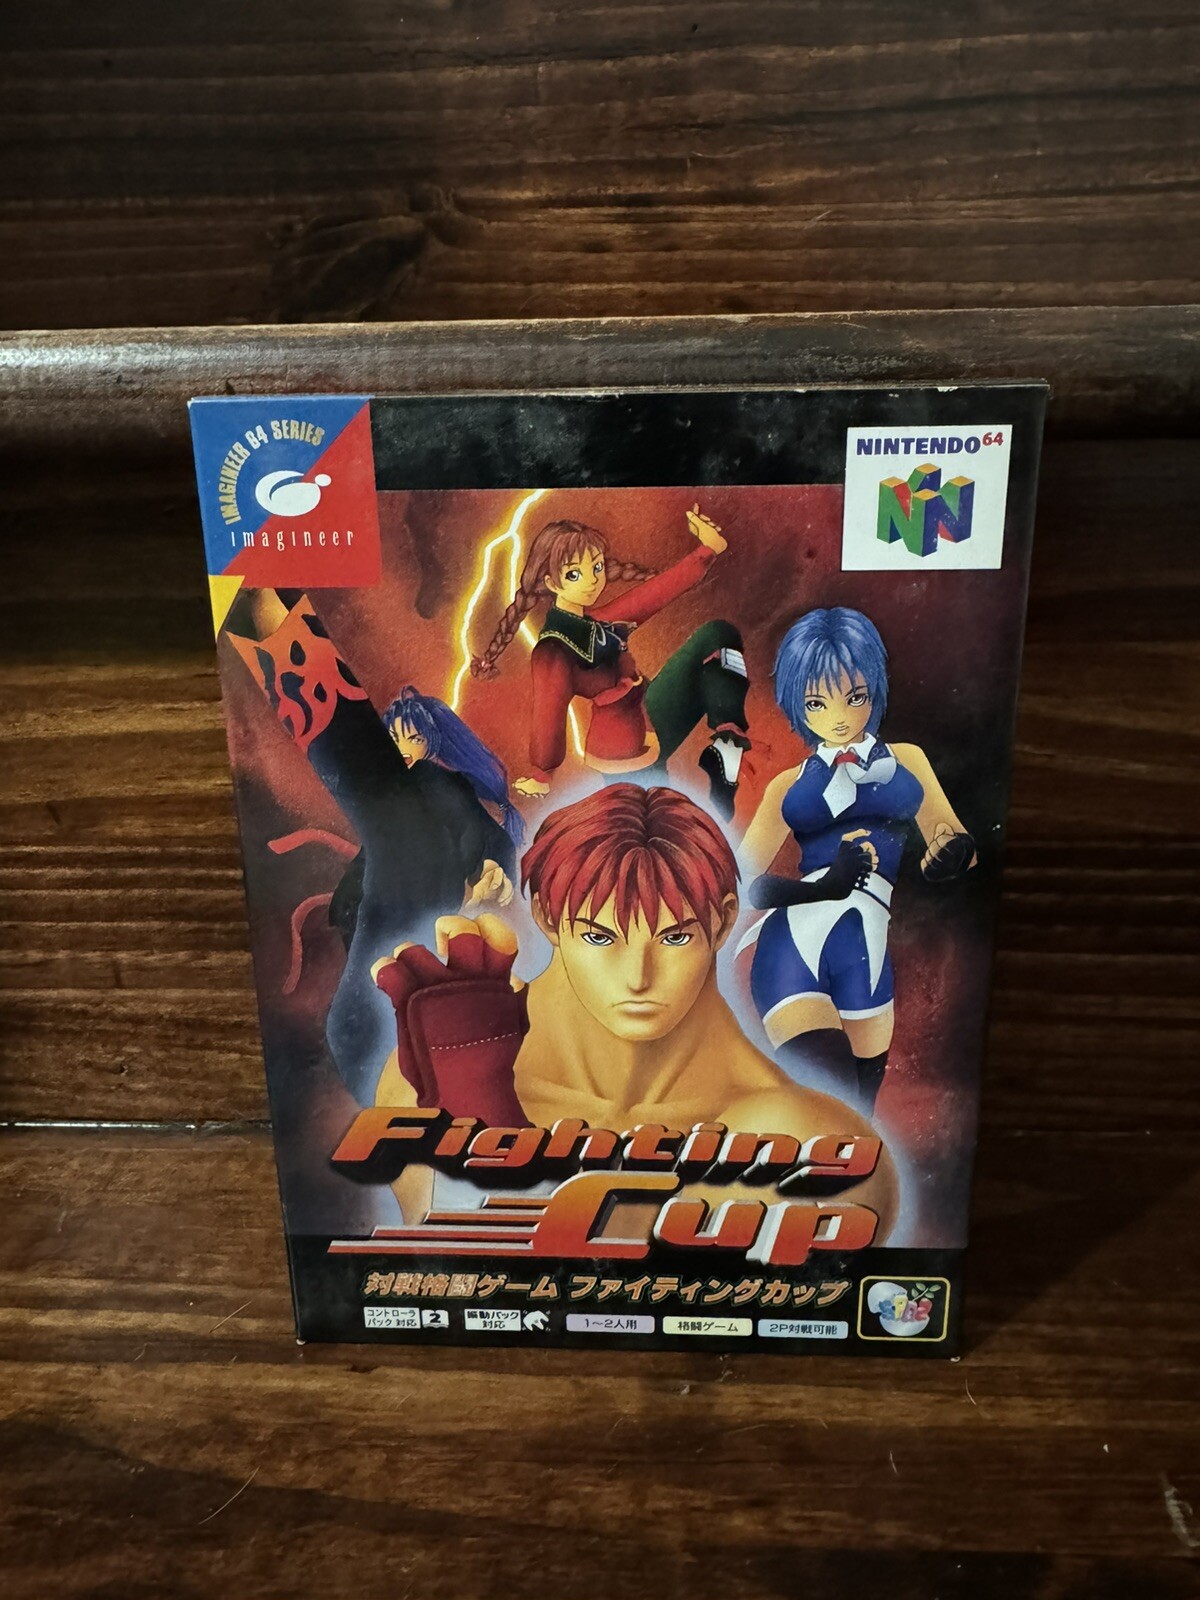 IMAGINEER 64 SERIES
imagineer
NINTENDO64
Fighting
Cup
対戦格闘ゲーム ファイティングカップ
コントローラ
パック 対応
2
振動パック
対応
1〜2人用
格闘ゲーム
2P対戦可能